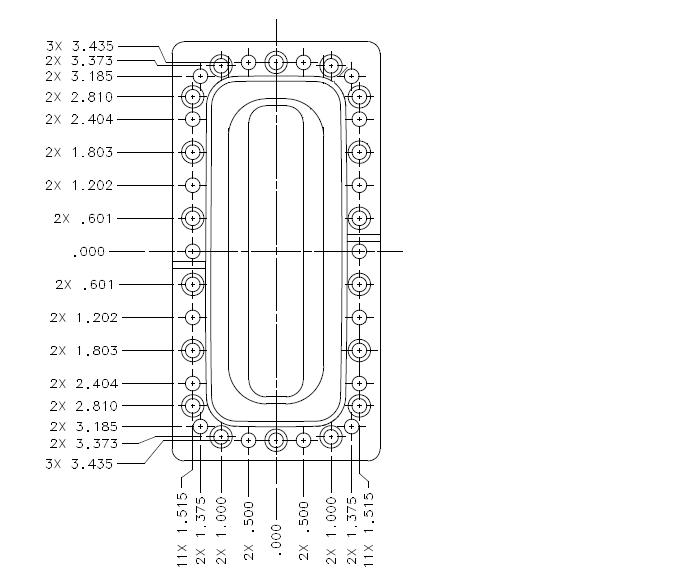 3X 3.435
2X 3.373
2X 3.185
2X 2.810
2X 2.404
2X 1.803
2X 1.202
2X .601
.000
2X .601
2X 1.202
2X 1.803
2X 2.404
2X 2.810
2X 3.185
2X 3.373
3X 3.435
11X 1.515
2X 1.375
2X 1.000
2X .500
.000
2X .500
2X 1.000
2X 1.375
11X 1.515